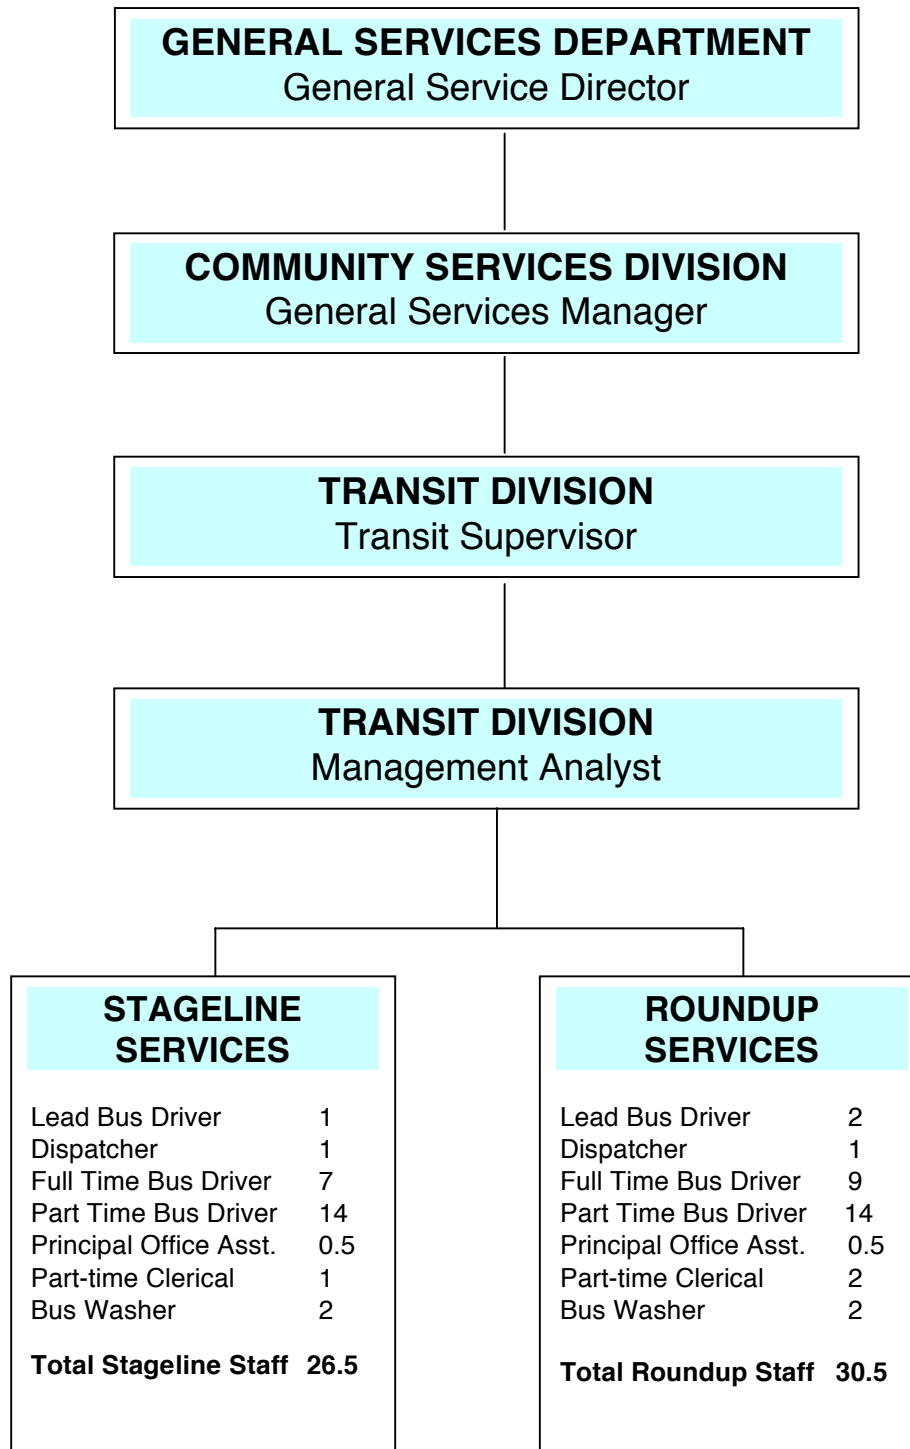 GENERAL SERVICES DEPARTMENT
General Service Director
COMMUNITY SERVICES DIVISION
General Services Manager
TRANSIT DIVISION
Transit Supervisor
TRANSIT DIVISION
Management Analyst
STAGELINE
SERVICES
Lead Bus Driver 1
Dispatcher 1
Full Time Bus Driver 7
Part Time Bus Driver 14
Principal Office Asst. 0.5
Part-time Clerical 1
Bus Washer 2
Total Stageline Staff 26.5
ROUNDUP
SERVICES
Lead Bus Driver 2
Dispatcher 1
Full Time Bus Driver 9
Part Time Bus Driver 14
Principal Office Asst. 0.5
Part-time Clerical 2
Bus Washer 2
Total Roundup Staff 30.5